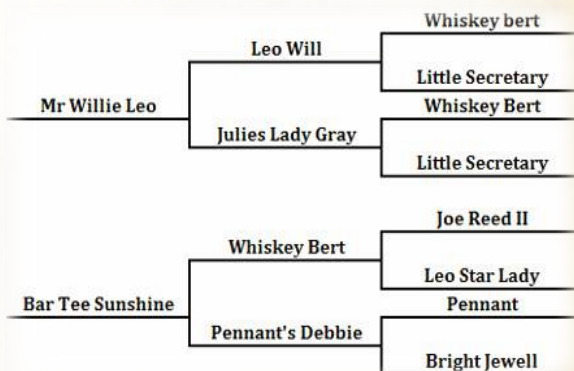 Whiskey bert
Leo Will
Little Secretary
Mr Willie Leo
Whiskey Bert
Julies Lady Gray
Little Secretary
Joe Reed II
Whiskey Bert
Leo Star Lady
Bar Tee Sunshine
Pennant
Pennant's Debbie
Bright Jewell